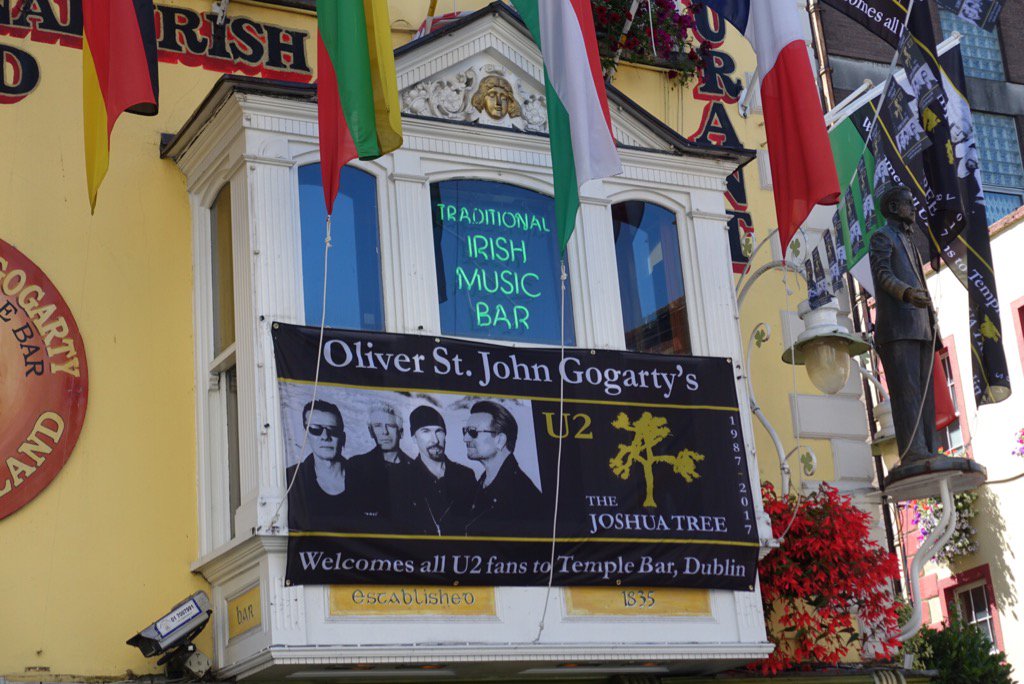 IRISH
TRADITIONAL
IRISH
MUSIC
BAR
GOGARTY
BAR
Oliver St. John Gogarty's
U2
THE
JOSHUA TREE
1987-2017
Welcomes all U2 fans to Temple Bar, Dublin
bar
established
1835